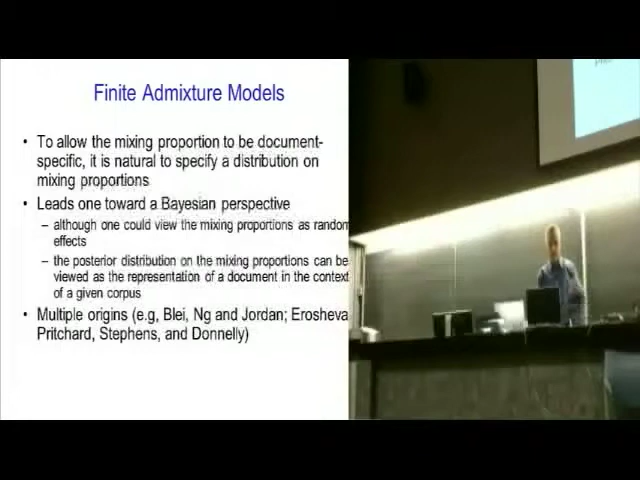 Finite Admixture Models
• To allow the mixing proportion to be document-
specific, it is natural to specify a distribution on
mixing proportions
• Leads one toward a Bayesian perspective
– although one could view the mixing proportions as random
effects
– the posterior distribution on the mixing proportions can be
viewed as the representation of a document in the context
of a given corpus
• Multiple origins (e.g, Blei, Ng and Jordan; Erosheva
Pritchard, Stephens, and Donnelly)